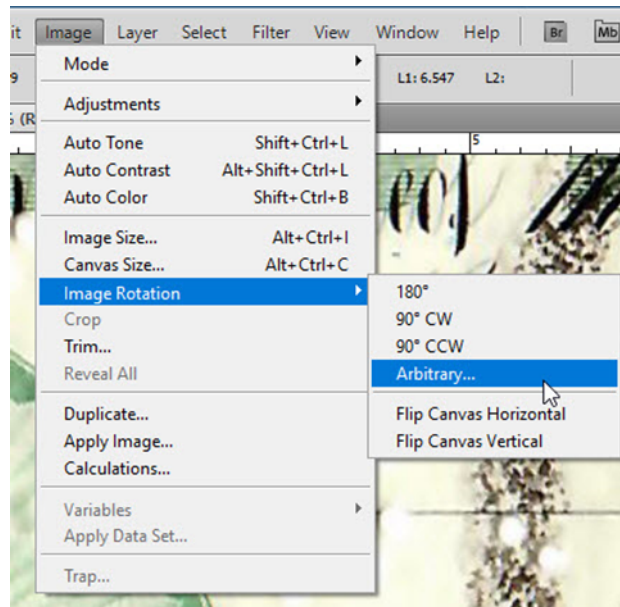 it Image Layer Select Filter View Window Help Br Mb
9 L1: 6.547 L2:
5
Mode
Adjustments
Auto Tone Shift+Ctrl+L
Auto Contrast Alt+Shift+Ctrl+L
Auto Color Shift+Ctrl+B
Image Size... Alt+Ctrl+I
Canvas Size... Alt+Ctrl+C
Image Rotation
Crop
Trim...
Reveal All
Duplicate...
Apply Image...
Calculations...
Variables
Apply Data Set...
Trap...
180°
90° CW
90° CCW
Arbitrary...
Flip Canvas Horizontal
Flip Canvas Vertical